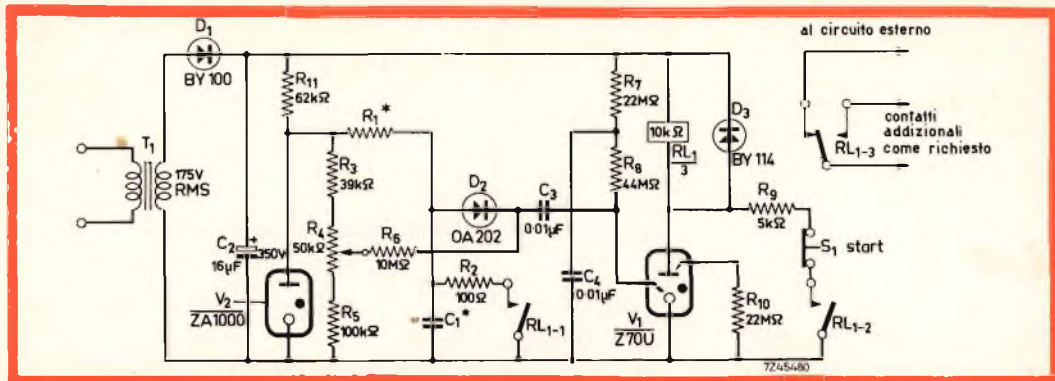 D1
BY 100
T1
175V
RMS
C2
+
350V
16µF
R11
62kΩ
V2
ZA1000
R1*
R3
39kΩ
R4
50kΩ
R5
100kΩ
R6
10MΩ
D2
OA 202
R2
100Ω
C1*
RL1-1
C3
0·01µF
C4
0·01µF
R7
22MΩ
R8
44MΩ
10kΩ
RL1
3
V1
Z70U
R10
22MΩ
D3
BY 114
R9
5kΩ
S1 start
RL1-2
al circuito esterno
contatti
addizionali
come richiesto
RL1-3
7Z45480